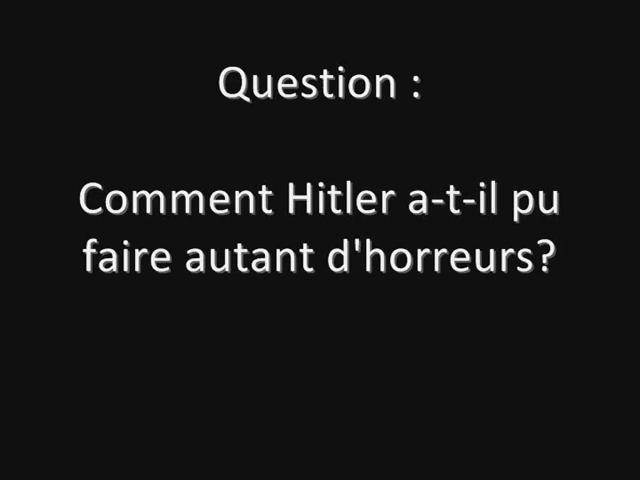 Question :
Comment Hitler a-t-il pu
faire autant d'horreurs?